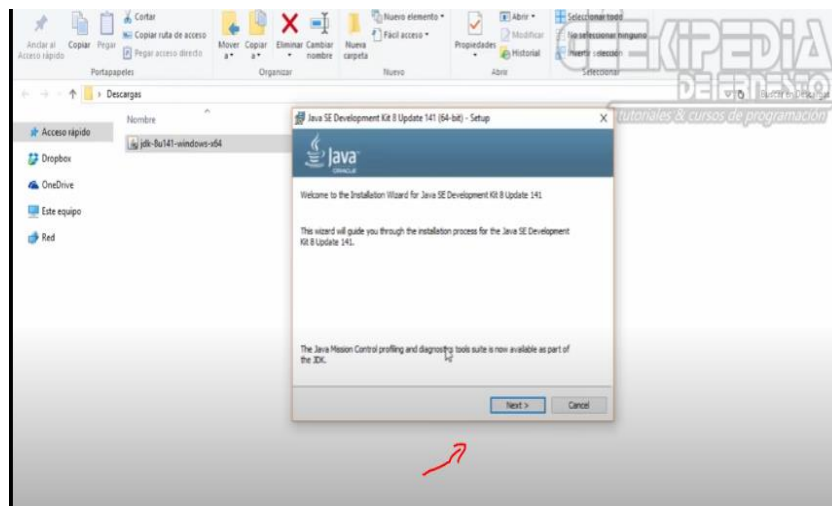 Cortar
Copiar ruta de acceso
Pegar acceso directo
Anclar al
Acceso rápido
Copiar
Pegar
Mover
a
Copiar
a
Eliminar
Cambiar
nombre
Nueva
carpeta
Nuevo elemento
Fácil acceso
Propiedades
Abrir
Modificar
Historial
Seleccionar todo
No seleccionar ninguno
Invertir selección
Portapapeles
Organizar
Nuevo
Abrir
Seleccionar
DE ERNESTO
tutoriales & cursos de programación
> Descargas
Buscar en Descargas
Acceso rápido
Dropbox
OneDrive
Este equipo
Red
Nombre
jdk-8u141-windows-x64
Java SE Development Kit 8 Update 141 (64-bit) - Setup
X
Java
ORACLE
Welcome to the Installation Wizard for Java SE Development Kit 8 Update 141
This wizard will guide you through the installation process for the Java SE Development
Kit 8 Update 141.
The Java Mission Control profiling and diagnostics tools suite is now available as part of
the JDK.
Next >
Cancel